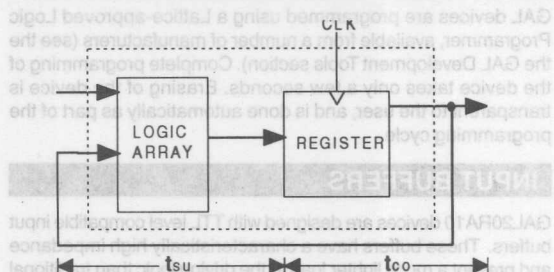 GAL devices are programmed using a Lattice-approved Logic
Programmer, available from a number of manufacturers (see the
the GAL Development Tools section). Complete programming of
the device takes only a few seconds. Erasing of the device is
transparent to the user, and is done automatically as part of the
programming cycle.
CLK
LOGIC
ARRAY
REGISTER
INPUT BUFFERS
GAL20RA10 devices are designed with TTL level compatible input
buffers. These buffers have a characteristically high impedance
tsu
tco